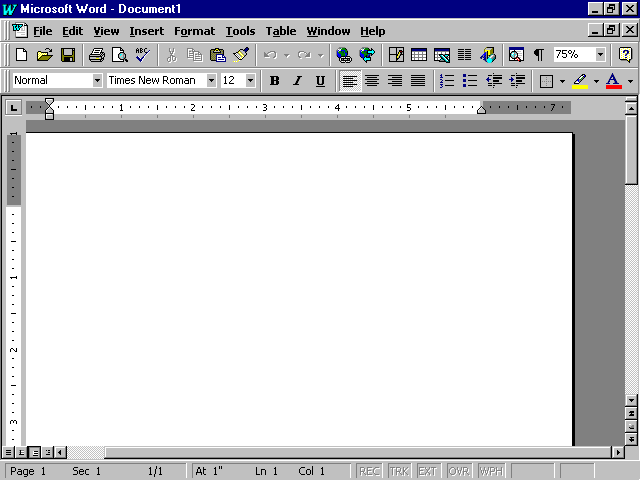 Microsoft Word - Document1
File Edit View Insert Format Tools Table Window Help
ABC 75%
Normal Times New Roman 12 B I U A
1 2 3 4 5 7
1
1
2
3
Page 1 Sec 1 1/1 At 1" Ln 1 Col 1 REC TRK EXT OVR WPH